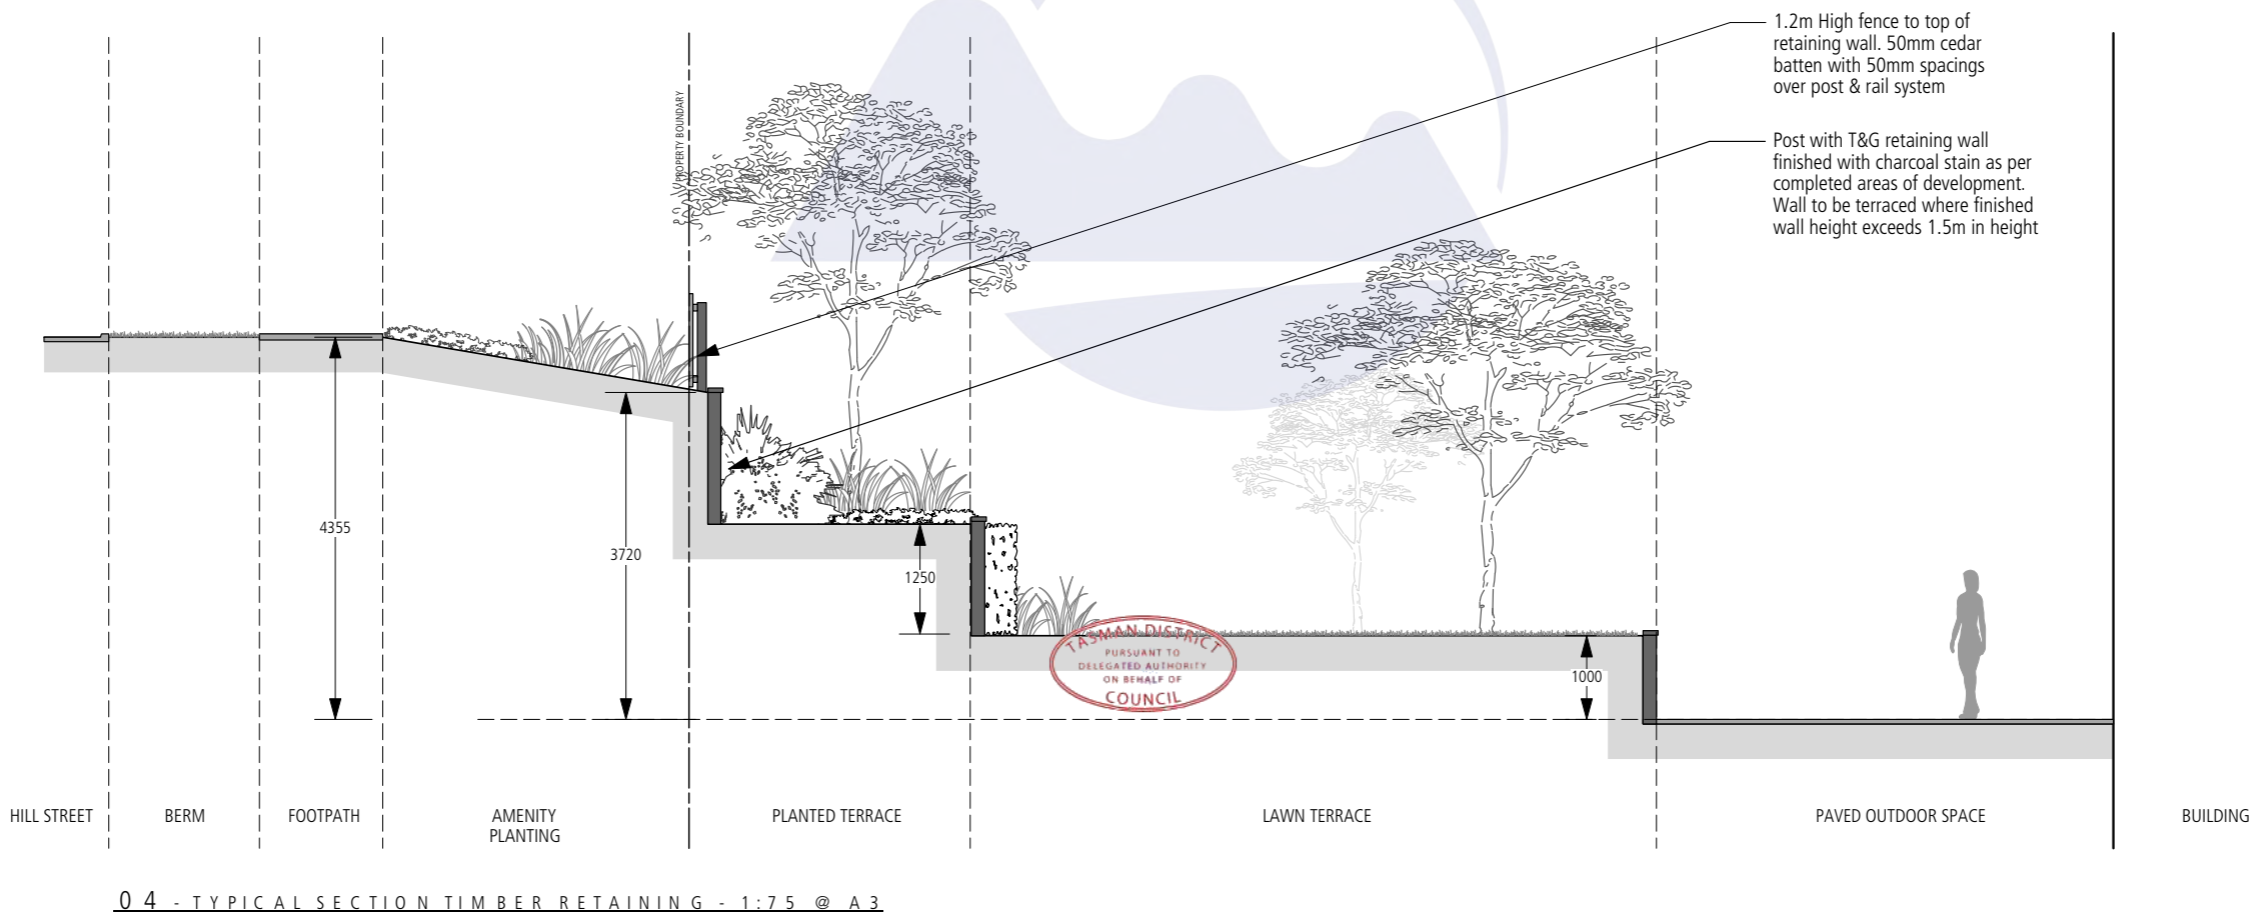 1.2m High fence to top of
retaining wall. 50mm cedar
batten with 50mm spacings
over post & rail system
Post with T&G retaining wall
finished with charcoal stain as per
completed areas of development.
Wall to be terraced where finished
wall height exceeds 1.5m in height
PROPERTY BOUNDARY
4355
3720
1250
1000
TASMAN DISTRICT
PURSUANT TO
DELEGATED AUTHORITY
ON BEHALF OF
COUNCIL
HILL STREET
BERM
FOOTPATH
AMENITY
PLANTING
PLANTED TERRACE
LAWN TERRACE
PAVED OUTDOOR SPACE
BUILDING
04 - TYPICAL SECTION TIMBER RETAINING - 1:75 @ A3